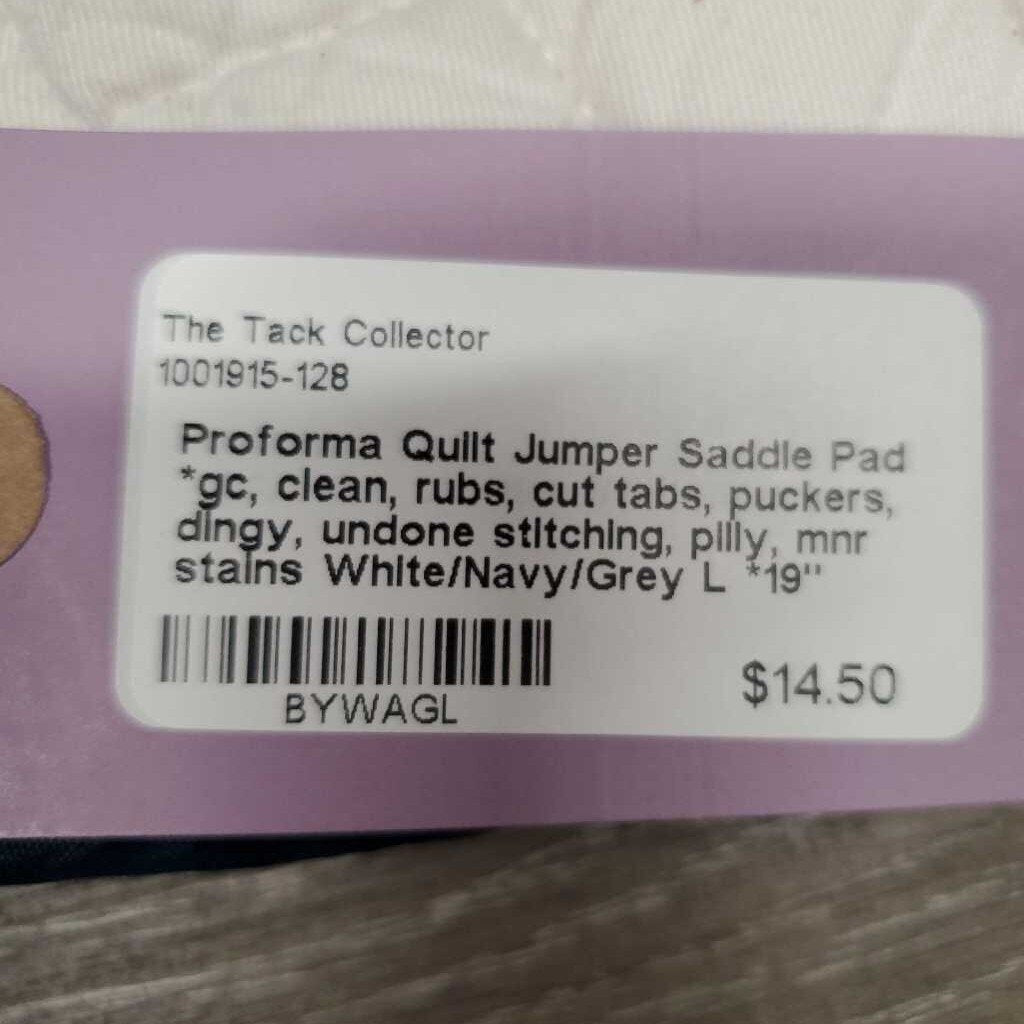 The Tack Collector
1001915-128
Proforma Quilt Jumper Saddle Pad
*gc, clean, rubs, cut tabs, puckers,
dingy, undone stitching, pilly, mnr
stains White/Navy/Grey L *19"
BYWAGL
$14.50